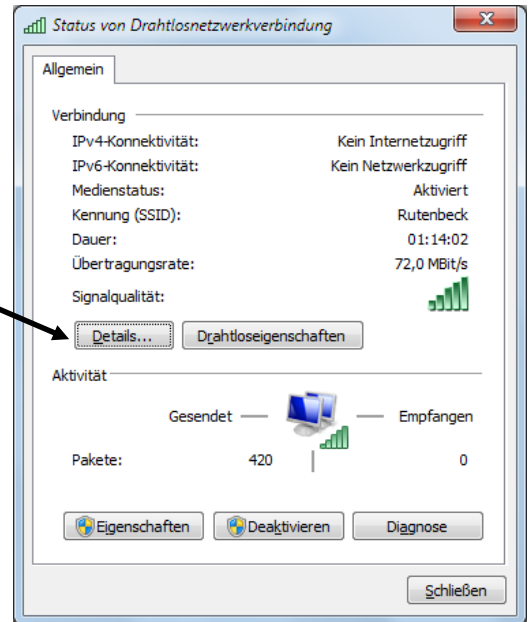 Status von Drahtlosnetzwerkverbindung
Allgemein
Verbindung
IPv4-Konnektivität: Kein Internetzugriff
IPv6-Konnektivität: Kein Netzwerkzugriff
Medienstatus: Aktiviert
Kennung (SSID): Rutenbeck
Dauer: 01:14:02
Übertragungsrate: 72,0 MBit/s
Signalqualität:
Details... Drahtloseigenschaften
Aktivität
Gesendet Empfangen
Pakete: 420 0
Eigenschaften Deaktivieren Diagnose
Schließen